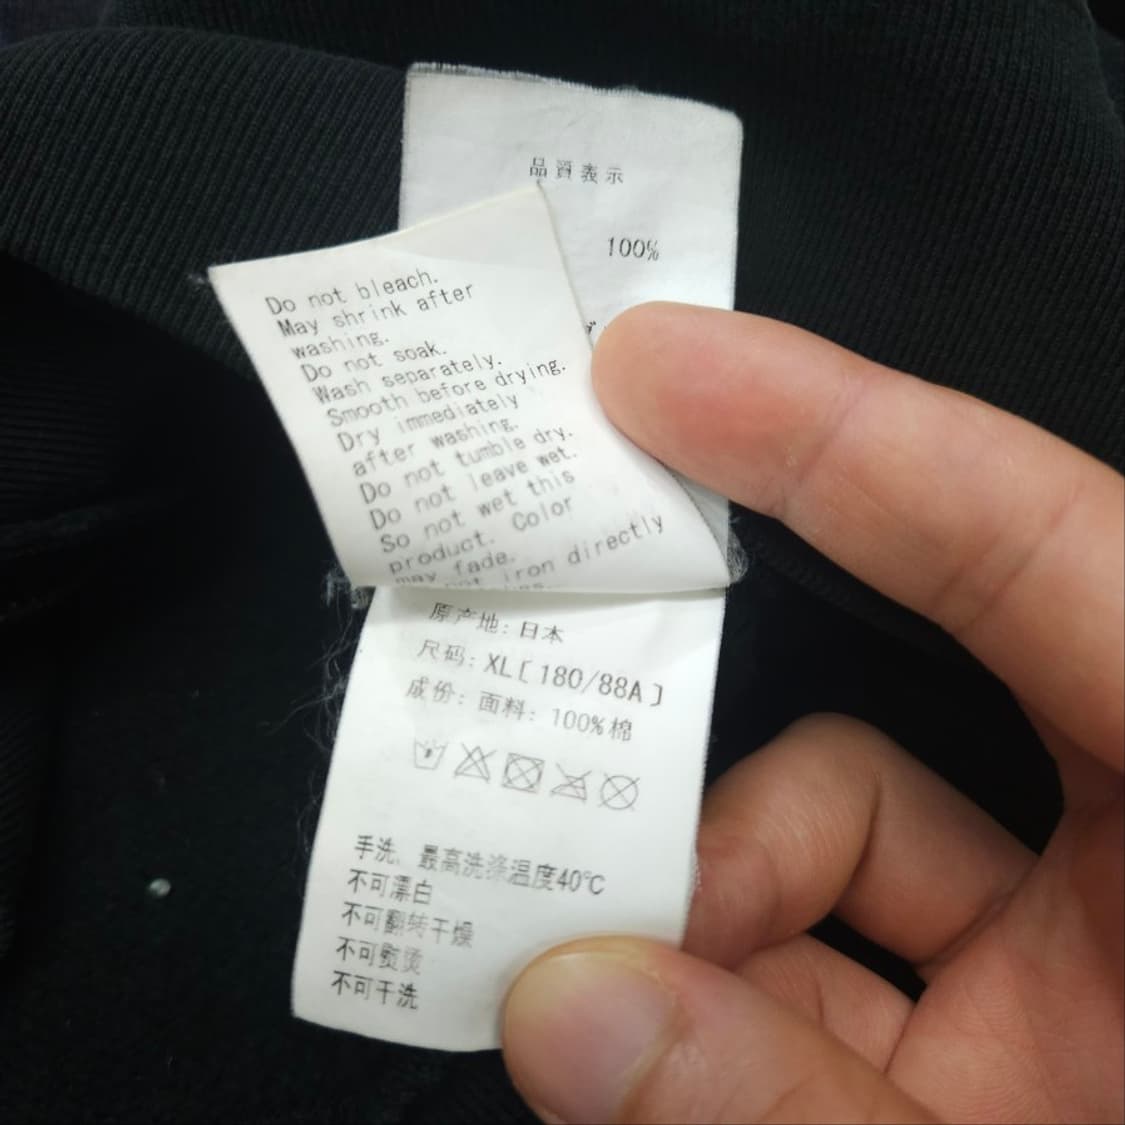 品質表示
100%
Do not bleach.
May shrink after
washing.
Do not soak.
Wash separately.
Smooth before drying.
Dry immediately
after washing.
Do not tumble dry.
Do not leave wet.
So not wet this
product. Color
may fade.
iron directly
原产地: 日本
尺码: XL[180/88A]
成份: 面料: 100%棉
手洗、最高洗涤温度40℃
不可漂白
不可翻转干燥
不可熨烫
不可干洗